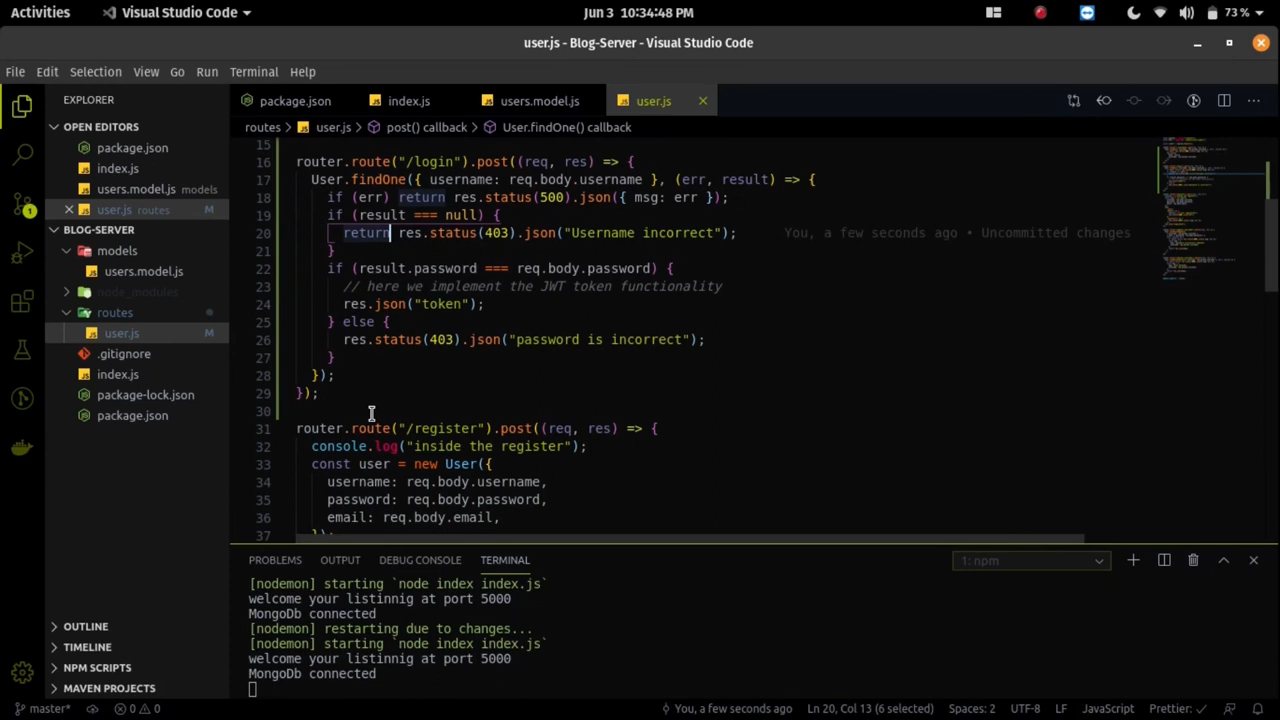 Activities Visual Studio Code Jun 3 10:34:48 PM 73 %
user.js - Blog-Server - Visual Studio Code
File Edit Selection View Go Run Terminal Help
EXPLORER
OPEN EDITORS
package.json
index.js
users.model.js models
user.js routes M
BLOG-SERVER
models
users.model.js
node_modules
routes
user.js M
.gitignore
index.js
package-lock.json
package.json
OUTLINE
TIMELINE
NPM SCRIPTS
MAVEN PROJECTS
package.json index.js users.model.js user.js
routes > user.js > post() callback > User.findOne() callback
15
16 router.route("/login").post((req, res) => {
17 User.findOne({ username: req.body.username }, (err, result) => {
18 if (err) return res.status(500).json({ msg: err });
19 if (result === null) {
20 return res.status(403).json("Username incorrect"); You, a few seconds ago • Uncommitted changes
21 }
22 if (result.password === req.body.password) {
23 // here we implement the JWT token functionality
24 res.json("token");
25 } else {
26 res.status(403).json("password is incorrect");
27 }
28 });
29 });
30
31 router.route("/register").post((req, res) => {
32 console.log("inside the register");
33 const user = new User({
34 username: req.body.username,
35 password: req.body.password,
36 email: req.body.email,
37 });
PROBLEMS OUTPUT DEBUG CONSOLE TERMINAL 1: npm
[nodemon] starting `node index index.js`
welcome your listinnig at port 5000
MongoDb connected
[nodemon] restarting due to changes...
[nodemon] starting `node index index.js`
welcome your listinnig at port 5000
MongoDb connected
master* 0 0 You, a few seconds ago Ln 20, Col 13 (6 selected) Spaces: 2 UTF-8 LF JavaScript Prettier: ✓